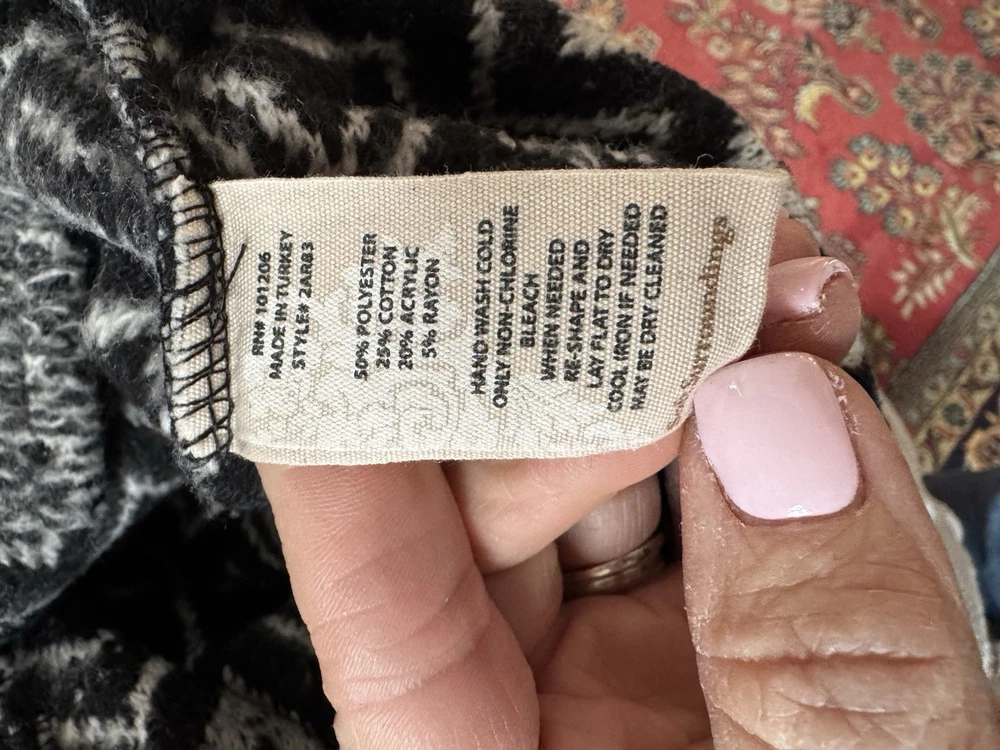 RN# 101206
MADE IN TURKEY
STYLE# 2AR83
50% POLYESTER
25% COTTON
20% ACRYLIC
5% RAYON
HAND WASH COLD
ONLY NON-CHLORINE
BLEACH
WHEN NEEDED
RE-SHAPE AND
LAY FLAT TO DRY
COOL IRON IF NEEDED
MAY BE DRY CLEANED
Surroundings